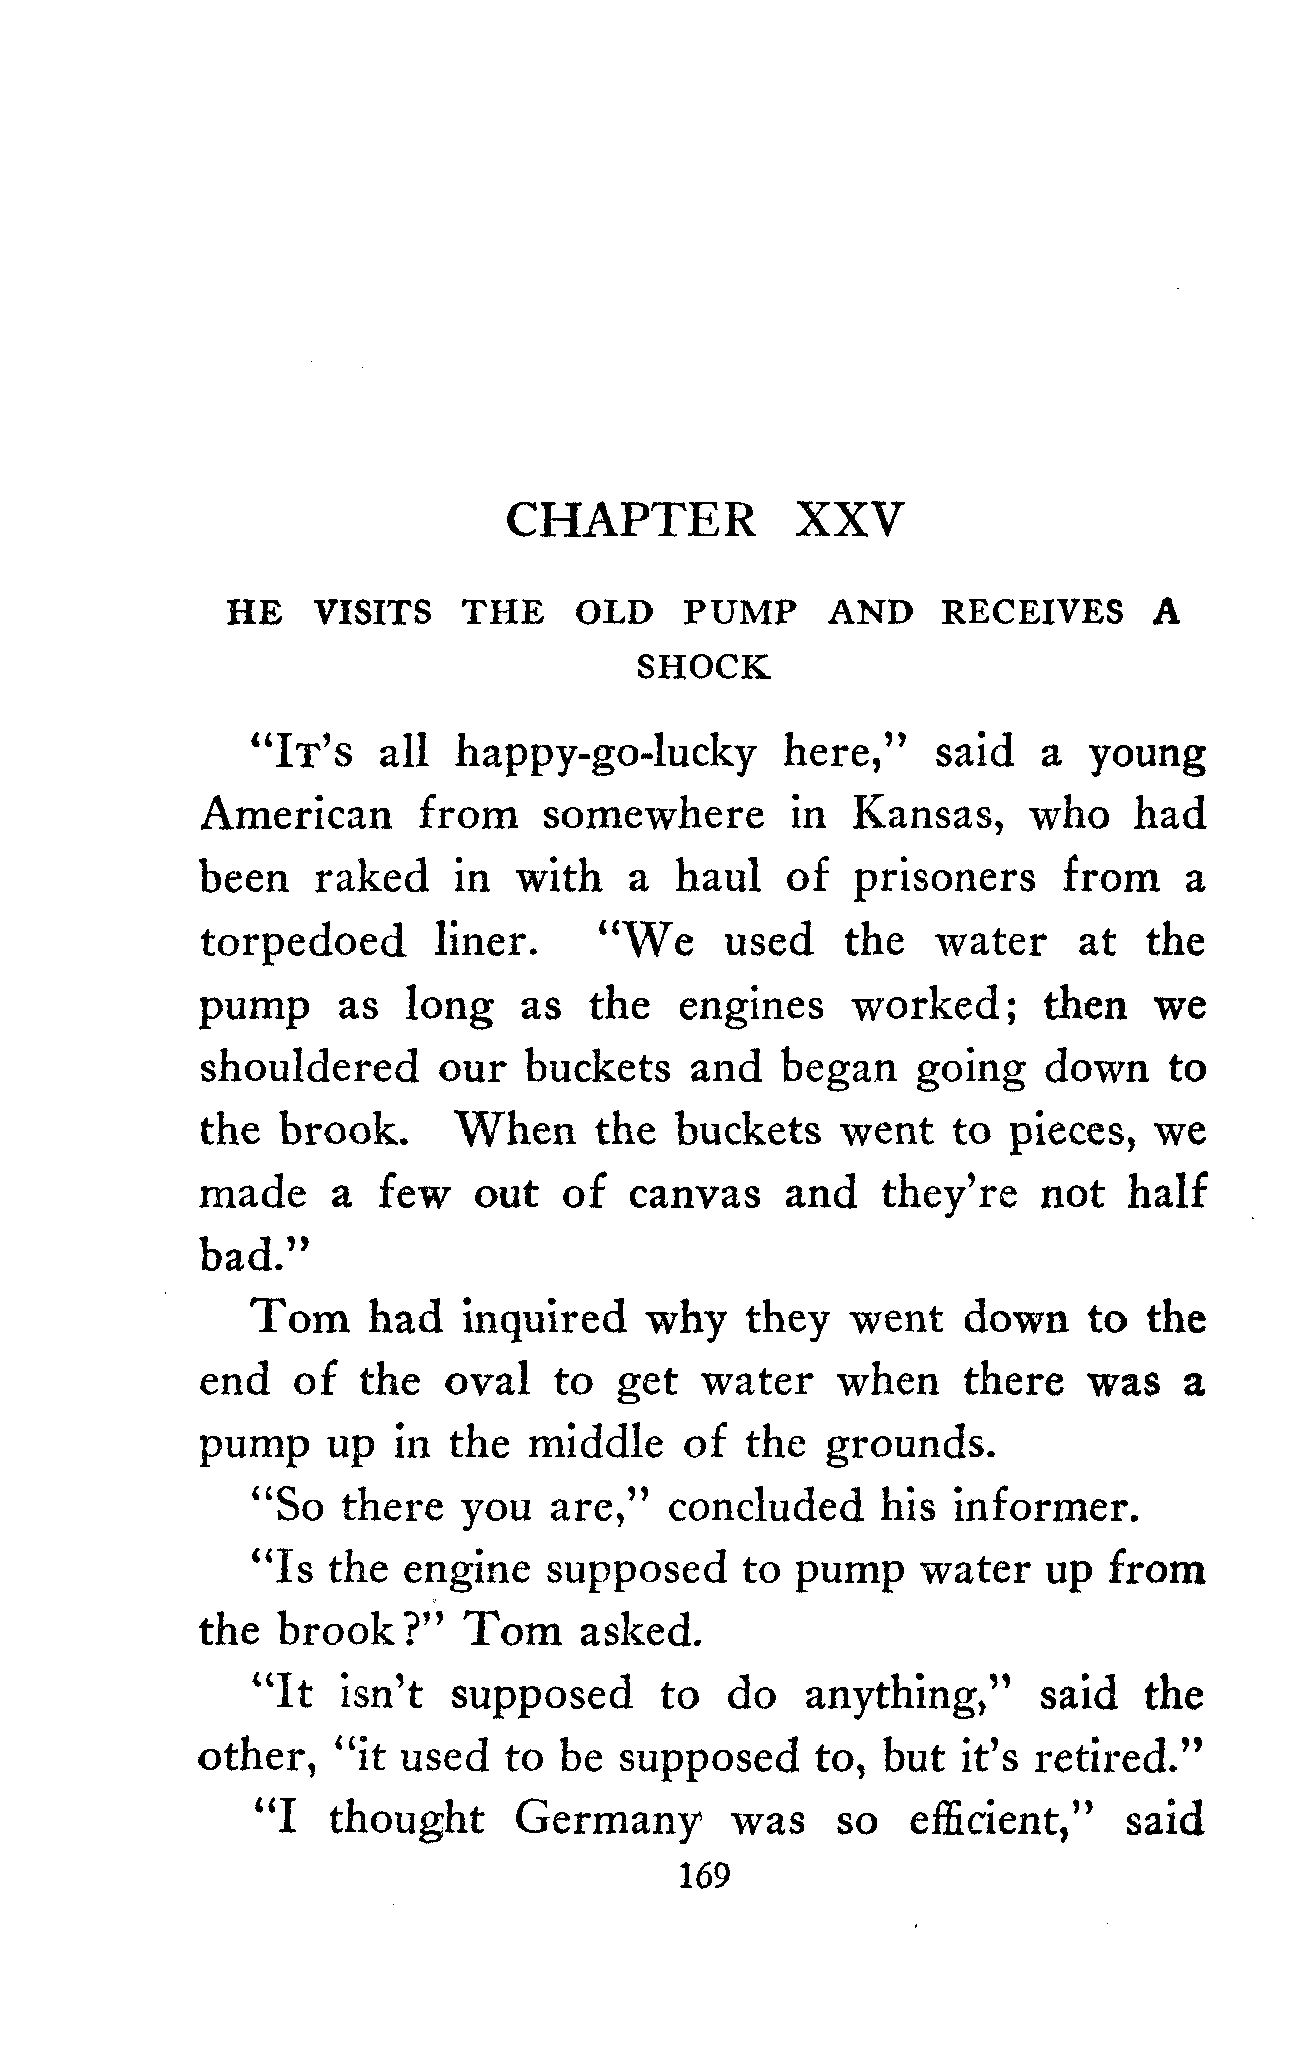 CHAPTER XXV
HE VISITS THE OLD PUMP AND RECEIVES A
SHOCK
"It's all happy-go-lucky here," said a young
American from somewhere in Kansas, who had
been raked in with a haul of prisoners from a
torpedoed liner. "We used the water at the
pump as long as the engines worked; then we
shouldered our buckets and began going down to
the brook. When the buckets went to pieces, we
made a few out of canvas and they're not half
bad."
Tom had inquired why they went down to the
end of the oval to get water when there was a
pump up in the middle of the grounds.
"So there you are," concluded his informer.
"Is the engine supposed to pump water up from
the brook?" Tom asked.
"It isn't supposed to do anything," said the
other, "it used to be supposed to, but it's retired."
"I thought Germany was so efficient," said
169